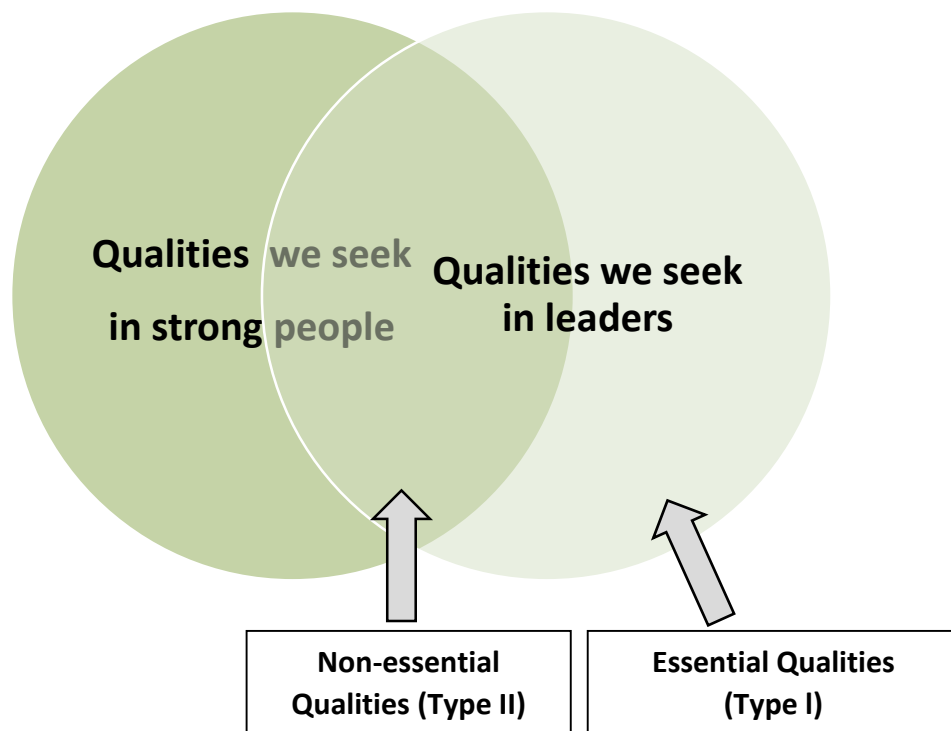 Qualities we seek
in strong people
Qualities we seek
in leaders
Non-essential
Qualities (Type II)
Essential Qualities
(Type l)